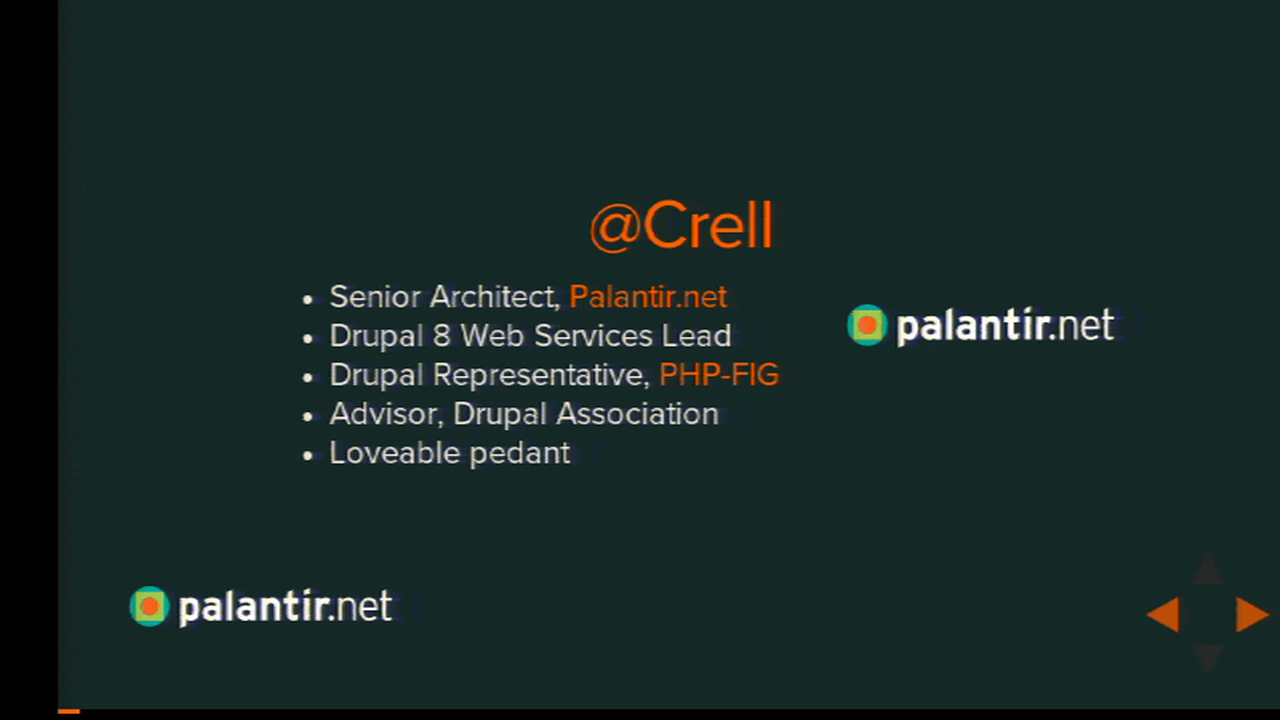 @Crell
Senior Architect, Palantir.net
Drupal 8 Web Services Lead
Drupal Representative, PHP-FIG
Advisor, Drupal Association
Loveable pedant
palantir.net
palantir.net